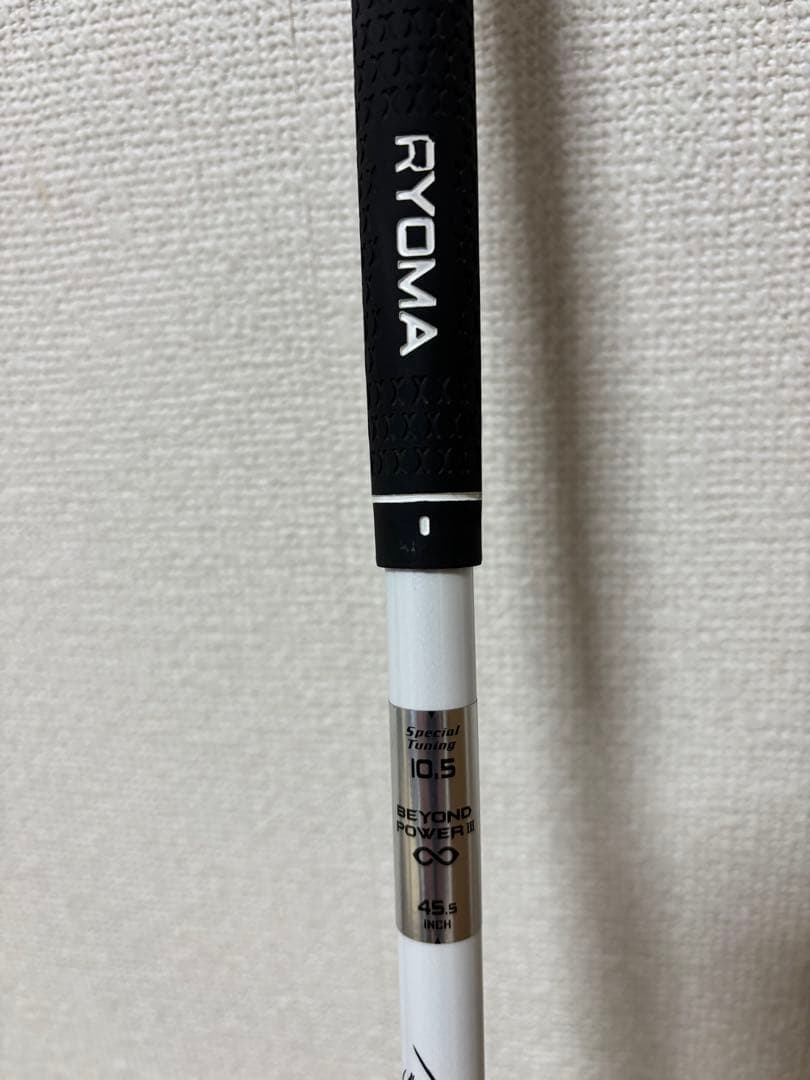 RYOMA
Special
Tuning
10.5
BEYOND
POWER III
45.5
INCH